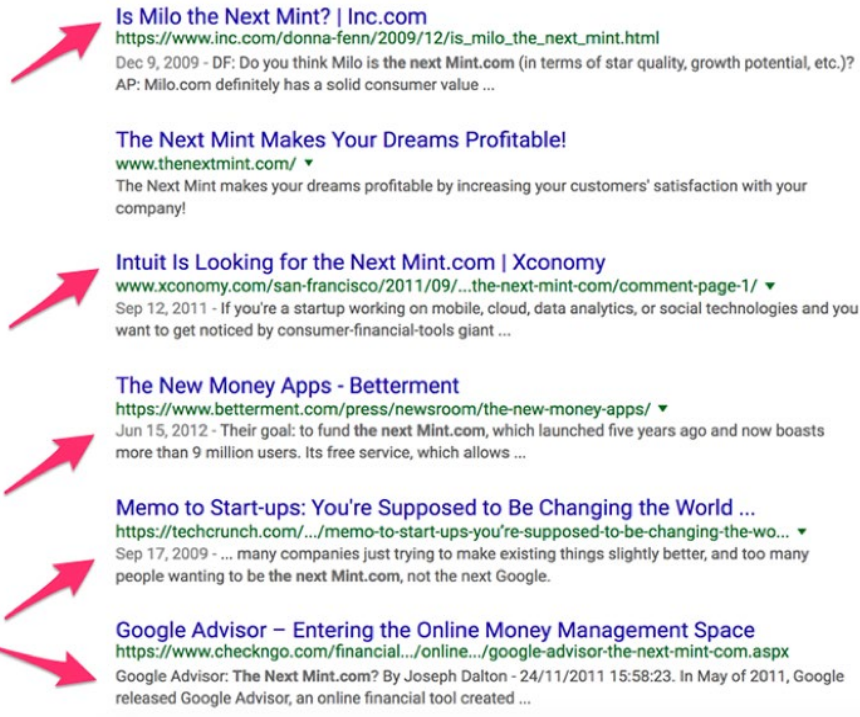 Is Milo the Next Mint? | Inc.com
https://www.inc.com/donna-fenn/2009/12/is_milo_the_next_mint.html
Dec 9, 2009 - DF: Do you think Milo is the next Mint.com (in terms of star quality, growth potential, etc.)?
AP: Milo.com definitely has a solid consumer value ...
The Next Mint Makes Your Dreams Profitable!
www.thenextmint.com/ ▼
The Next Mint makes your dreams profitable by increasing your customers' satisfaction with your
company!
Intuit Is Looking for the Next Mint.com | Xconomy
www.xconomy.com/san-francisco/2011/09/...the-next-mint-com/comment-page-1/ ▼
Sep 12, 2011 - If you're a startup working on mobile, cloud, data analytics, or social technologies and you
want to get noticed by consumer-financial-tools giant ...
The New Money Apps - Betterment
https://www.betterment.com/press/newsroom/the-new-money-apps/ ▼
Jun 15, 2012 - Their goal: to fund the next Mint.com, which launched five years ago and now boasts
more than 9 million users. Its free service, which allows ...
Memo to Start-ups: You're Supposed to Be Changing the World ...
https://techcrunch.com/.../memo-to-start-ups-you're-supposed-to-be-changing-the-wo... ▼
Sep 17, 2009 - ... many companies just trying to make existing things slightly better, and too many
people wanting to be the next Mint.com, not the next Google.
Google Advisor – Entering the Online Money Management Space
https://www.checkngo.com/financial.../online.../google-advisor-the-next-mint-com.aspx
Google Advisor: The Next Mint.com? By Joseph Dalton - 24/11/2011 15:58:23. In May of 2011, Google
released Google Advisor, an online financial tool created ...